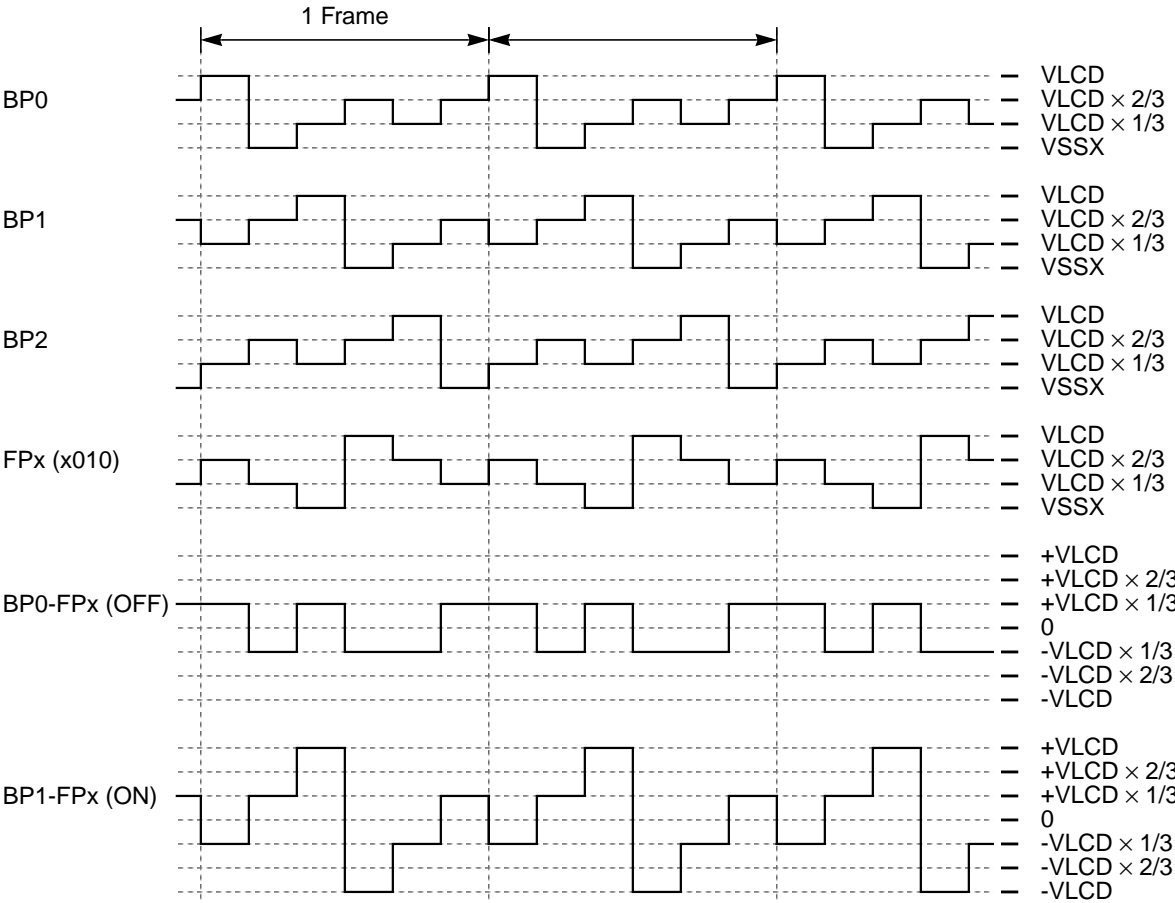 1 Frame
BP0
VLCD
VLCD × 2/3
VLCD × 1/3
VSSX
BP1
VLCD
VLCD × 2/3
VLCD × 1/3
VSSX
BP2
VLCD
VLCD × 2/3
VLCD × 1/3
VSSX
FPx (x010)
VLCD
VLCD × 2/3
VLCD × 1/3
VSSX
BP0-FPx (OFF)
+VLCD
+VLCD × 2/3
+VLCD × 1/3
0
-VLCD × 1/3
-VLCD × 2/3
-VLCD
BP1-FPx (ON)
+VLCD
+VLCD × 2/3
+VLCD × 1/3
0
-VLCD × 1/3
-VLCD × 2/3
-VLCD